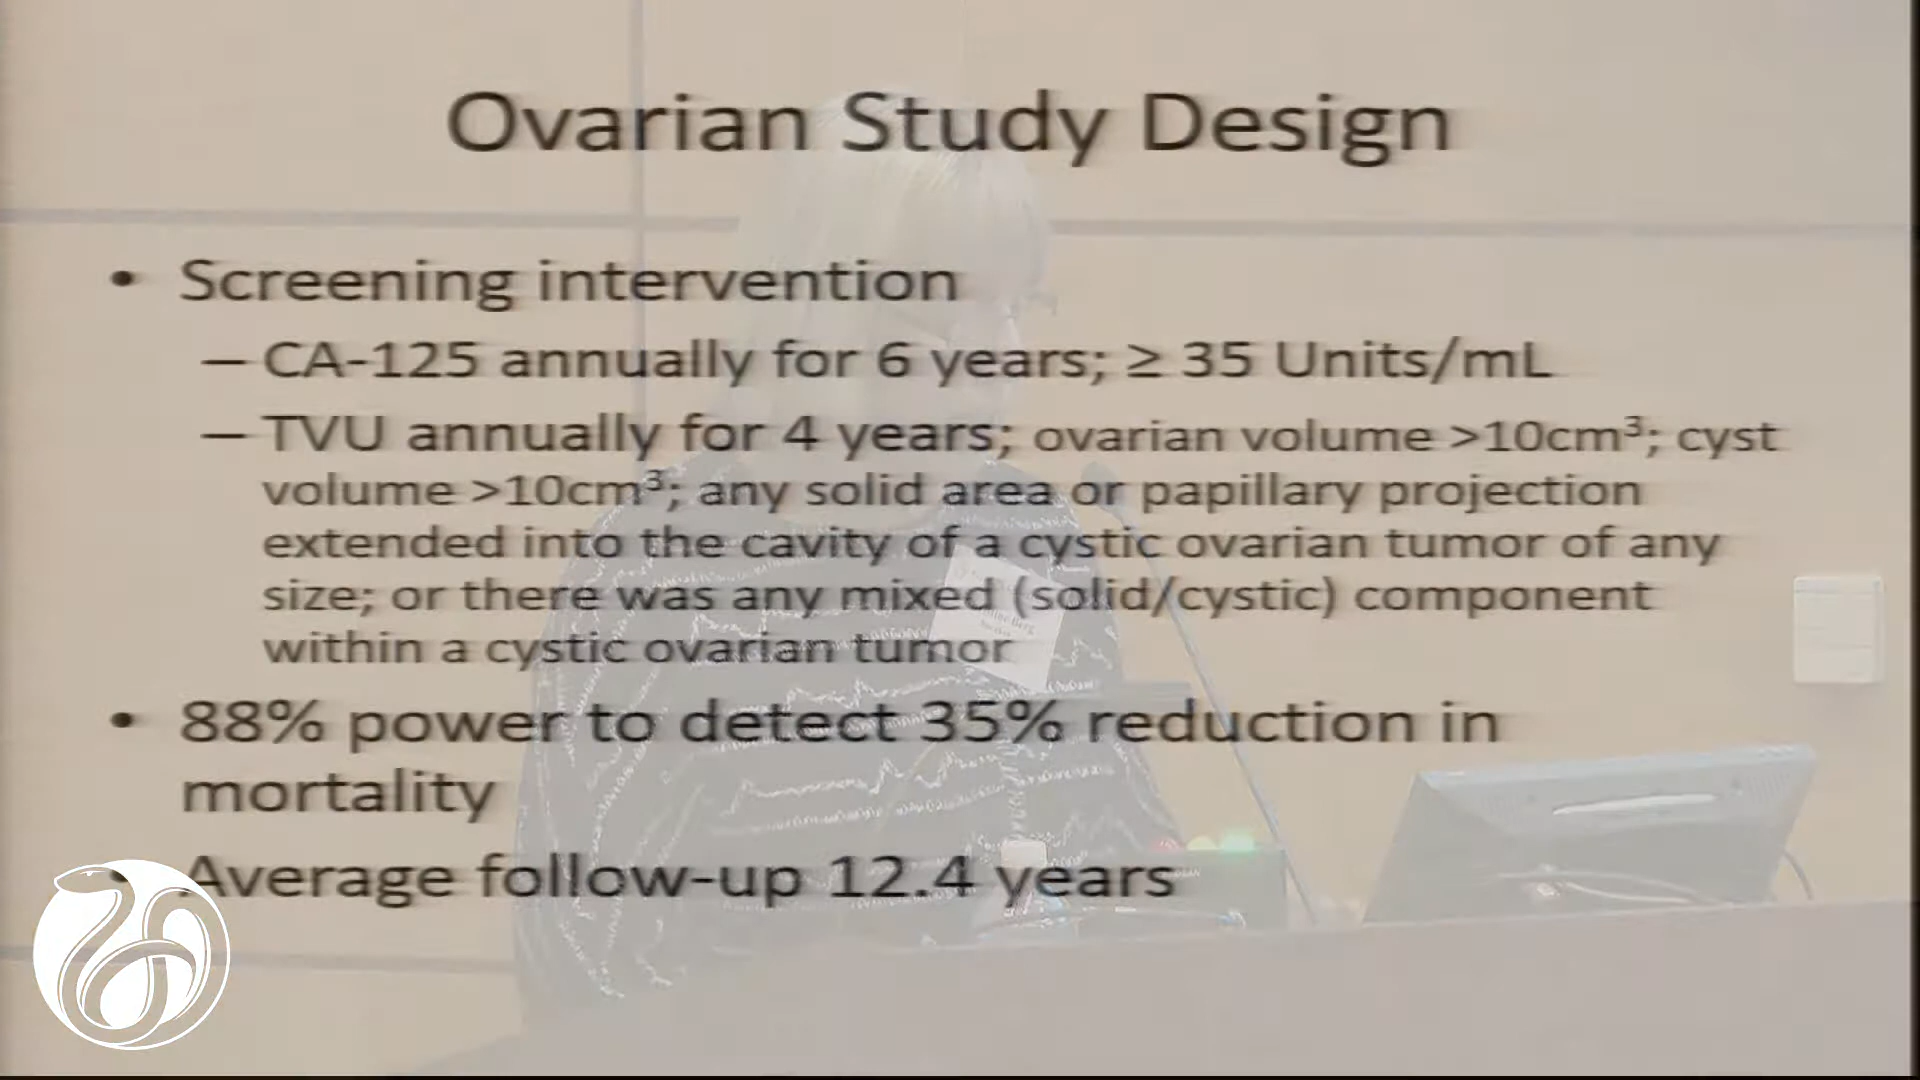 Ovarian Study Design
• Screening intervention
– CA-125 annually for 6 years; ≥ 35 Units/mL
– TVU annually for 4 years; ovarian volume >10cm³; cyst
volume >10cm³; any solid area or papillary projection
extended into the cavity of a cystic ovarian tumor of any
size; or there was any mixed (solid/cystic) component
within a cystic ovarian tumor
• 88% power to detect 35% reduction in
mortality
• Average follow-up 12.4 years